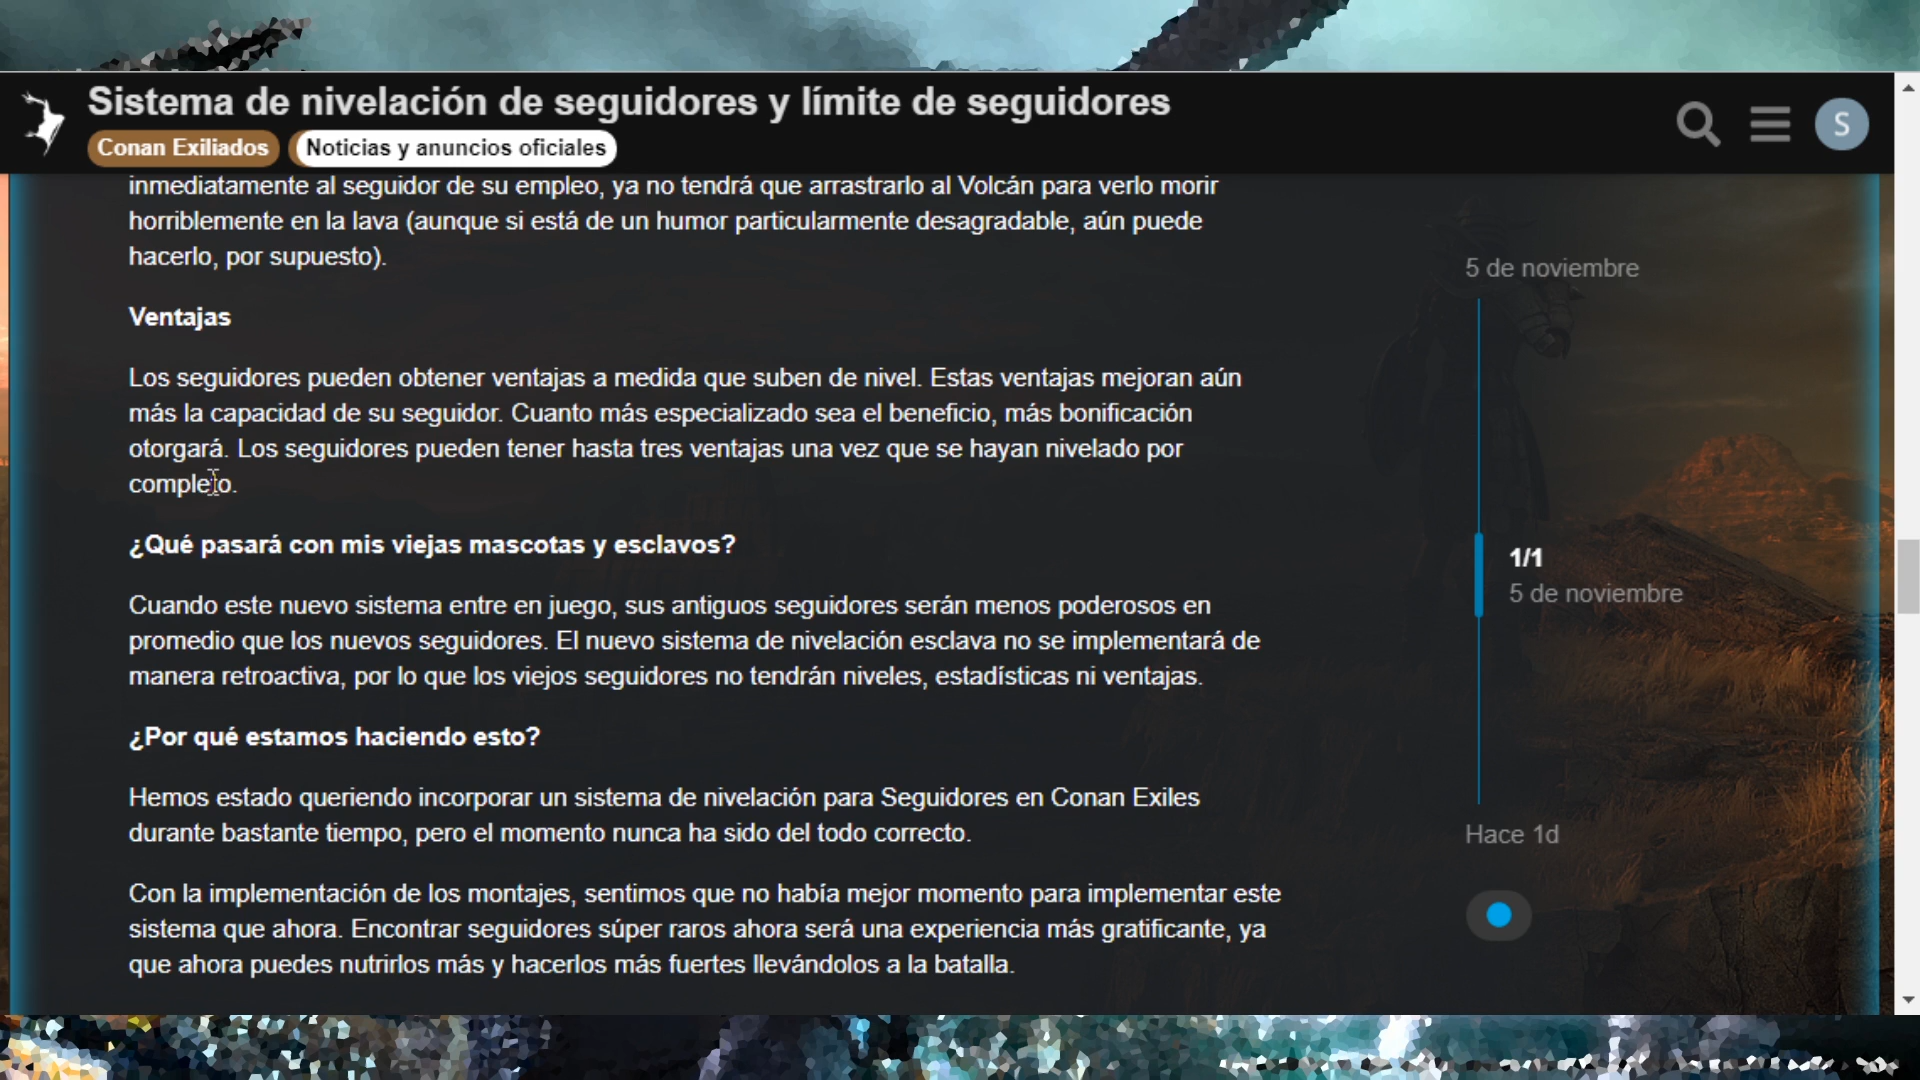 Sistema de nivelación de seguidores y límite de seguidores
Conan Exiliados
Noticias y anuncios oficiales
S
inmediatamente al seguidor de su empleo, ya no tendrá que arrastrarlo al Volcán para verlo morir
horriblemente en la lava (aunque si está de un humor particularmente desagradable, aún puede
hacerlo, por supuesto).
Ventajas
Los seguidores pueden obtener ventajas a medida que suben de nivel. Estas ventajas mejoran aún
más la capacidad de su seguidor. Cuanto más especializado sea el beneficio, más bonificación
otorgará. Los seguidores pueden tener hasta tres ventajas una vez que se hayan nivelado por
completo.
¿Qué pasará con mis viejas mascotas y esclavos?
Cuando este nuevo sistema entre en juego, sus antiguos seguidores serán menos poderosos en
promedio que los nuevos seguidores. El nuevo sistema de nivelación esclava no se implementará de
manera retroactiva, por lo que los viejos seguidores no tendrán niveles, estadísticas ni ventajas.
¿Por qué estamos haciendo esto?
Hemos estado queriendo incorporar un sistema de nivelación para Seguidores en Conan Exiles
durante bastante tiempo, pero el momento nunca ha sido del todo correcto.
Con la implementación de los montajes, sentimos que no había mejor momento para implementar este
sistema que ahora. Encontrar seguidores súper raros ahora será una experiencia más gratificante, ya
que ahora puedes nutrirlos más y hacerlos más fuertes llevándolos a la batalla.
5 de noviembre
1/1
5 de noviembre
Hace 1d